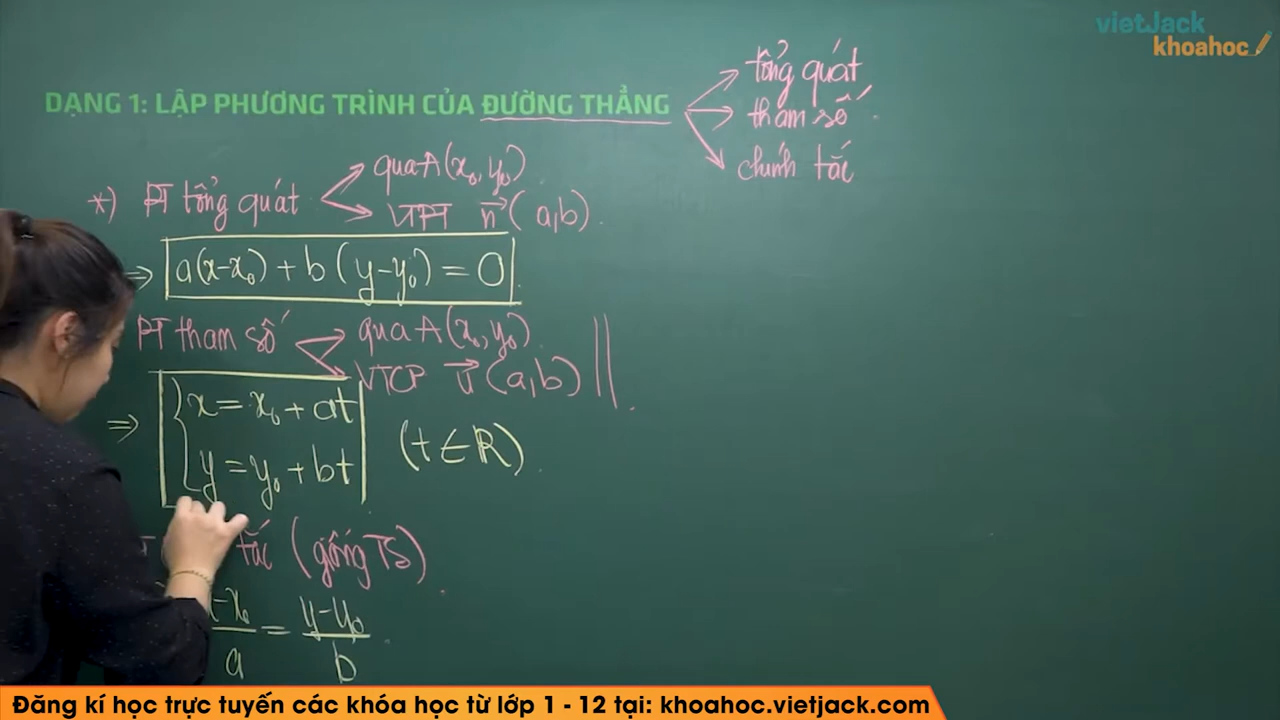 vietJack
khoahoc
DẠNG 1: LẬP PHƯƠNG TRÌNH CỦA ĐƯỜNG THẲNG
tổng quát
tham số
chính tắc
*) PT tổng quát
qua A(x₀, y₀)
VTPT n⃗(a,b).
⇒ a(x-x₀) + b(y-y₀) = 0
PT tham số
qua A(x₀, y₀)
VTCP u⃗(a,b)
⇒ { x = x₀ + at
y = y₀ + bt
(t ∈ ℝ).
tắc (giống TS)
x-x₀/a = y-y₀/b
Đăng kí học trực tuyến các khóa học từ lớp 1 - 12 tại: khoahoc.vietjack.com